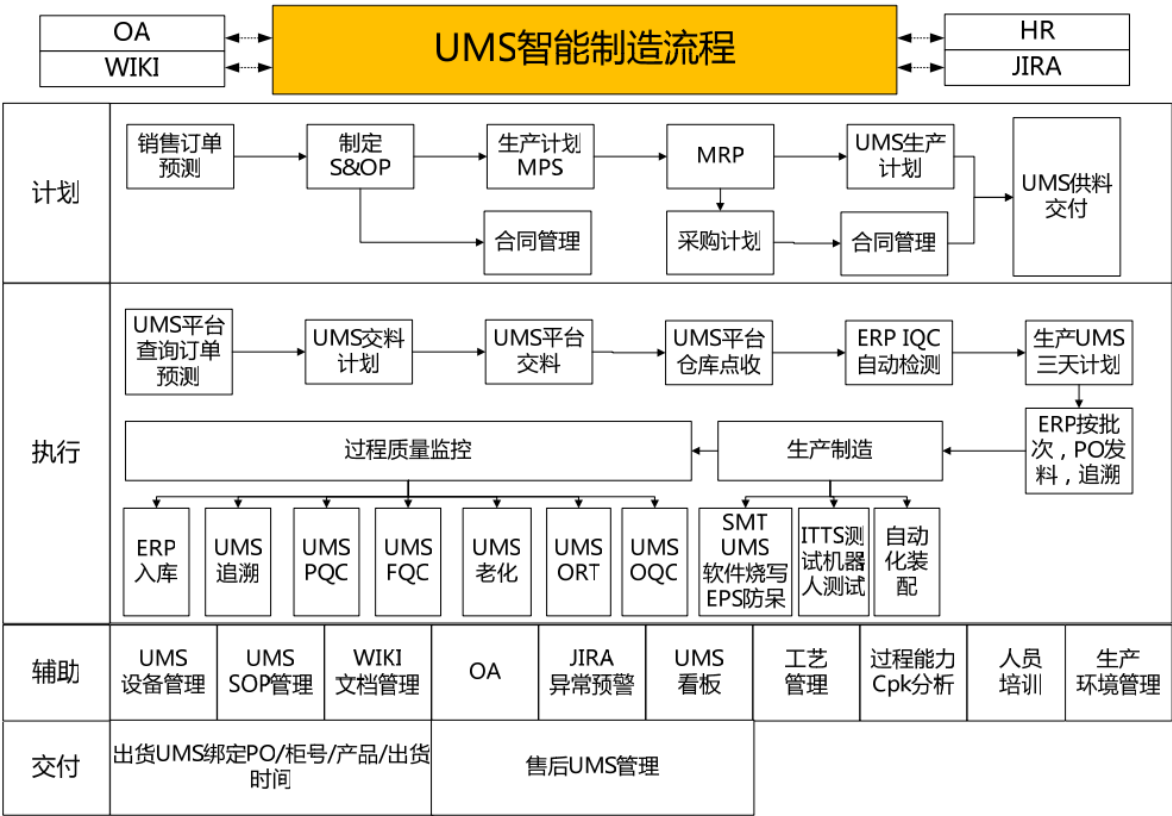 OA
WIKI
UMS智能制造流程
HR
JIRA
计划
销售订单
预测
制定
S&OP
生产计划
MPS
MRP
UMS生产
计划
UMS供料
交付
合同管理
采购计划
合同管理
执行
UMS平台
查询订单
预测
UMS交料
计划
UMS平台
交料
UMS平台
仓库点收
ERP IQC
自动检测
生产UMS
三天计划
ERP按批
次，PO发
料，追溯
生产制造
过程质量监控
ERP
入库
UMS
追溯
UMS
PQC
UMS
FQC
UMS
老化
UMS
ORT
UMS
OQC
SMT
UMS
软件烧写
EPS防呆
ITTS测
试机器
人测试
自动
化装
配
辅助
UMS
设备管理
UMS
SOP管理
WIKI
文档管理
OA
JIRA
异常预警
UMS
看板
工艺
管理
过程能力
Cpk分析
人员
培训
生产
环境管理
交付
出货UMS绑定PO/柜号/产品/出货
时间
售后UMS管理